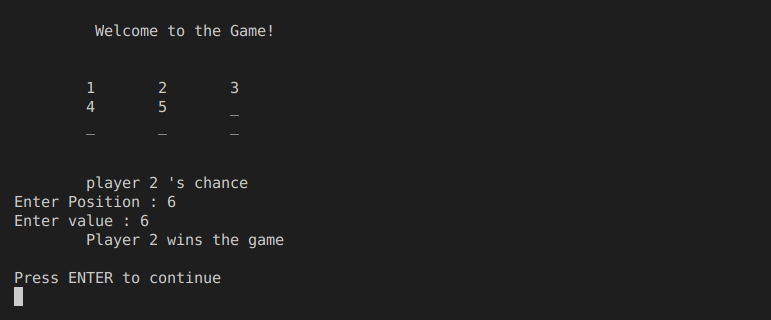 Welcome to the Game!
1 2 3
4 5 _
_ _ _
player 2 's chance
Enter Position : 6
Enter value : 6
Player 2 wins the game
Press ENTER to continue